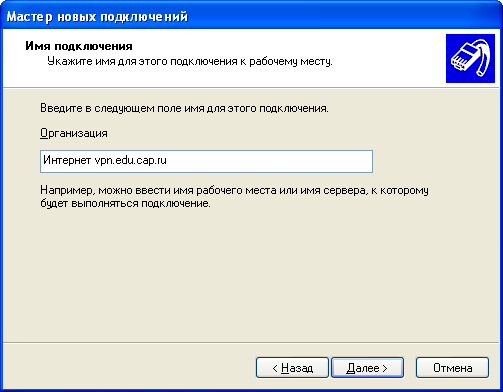 Мастер новых подключений
Имя подключения
Укажите имя для этого подключения к рабочему месту.
Введите в следующем поле имя для этого подключения.
Организация
Интернет vpn.edu.cap.ru
Например, можно ввести имя рабочего места или имя сервера, к которому
будет выполняться подключение.
< Назад
Далее >
Отмена